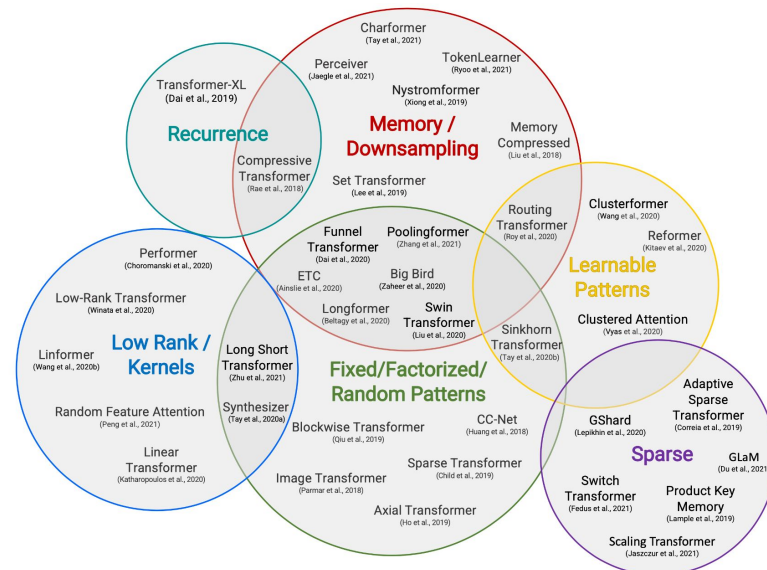 Charformer
(Tay et al., 2021)
Perceiver
(Jaegle et al., 2021)
TokenLearner
(Ryoo et al., 2021)
Transformer-XL
(Dai et al., 2019)
Nystromformer
(Xiong et al., 2019)
Recurrence
Memory /
Downsampling
Memory
Compressed
(Liu et al., 2018)
Compressive
Transformer
(Rae et al., 2018)
Set Transformer
(Lee et al., 2019)
Clusterformer
(Wang et al., 2020)
Routing
Transformer
(Roy et al., 2020)
Reformer
(Kitaev et al., 2020)
Learnable
Patterns
Funnel
Transformer
(Dai et al., 2020)
Poolingformer
(Zhang et al., 2021)
Performer
(Choromanski et al., 2020)
ETC
(Ainslie et al., 2020)
Big Bird
(Zaheer et al., 2020)
Low-Rank Transformer
(Winata et al., 2020)
Longformer
(Beltagy et al., 2020)
Swin
Transformer
(Liu et al., 2020)
Sinkhorn
Transformer
(Tay et al., 2020b)
Clustered Attention
(Vyas et al., 2020)
Low Rank /
Kernels
Linformer
(Wang et al., 2020b)
Long Short
Transformer
(Zhu et al., 2021)
Fixed/Factorized/
Random Patterns
Adaptive
Sparse
Transformer
(Correia et al., 2019)
Random Feature Attention
(Peng et al., 2021)
Synthesizer
(Tay et al., 2020a)
Blockwise Transformer
(Qiu et al., 2019)
CC-Net
(Huang et al., 2018)
GShard
(Lepikhin et al., 2020)
Sparse
GLaM
(Du et al., 2021
Linear
Transformer
(Katharopoulos et al., 2020)
Image Transformer
(Parmar et al., 2018)
Sparse Transformer
(Child et al., 2019)
Switch
Transformer
(Fedus et al., 2021)
Product Key
Memory
(Lample et al., 2019)
Axial Transformer
(Ho et al., 2019)
Scaling Transformer
(Jaszczur et al., 2021)